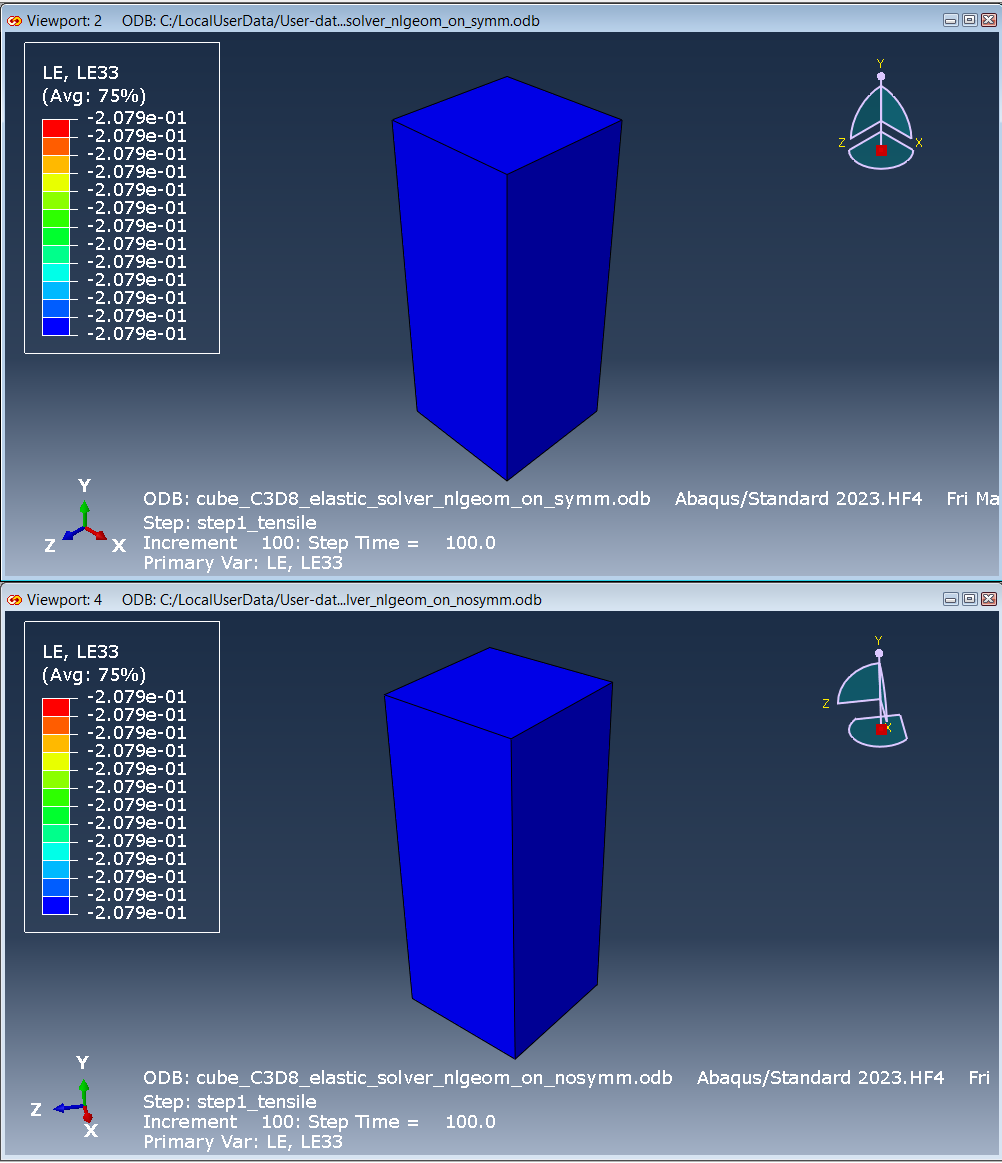 Viewport: 2 ODB: C:/LocalUserData/User-dat...solver_nlgeom_on_symm.odb
LE, LE33
(Avg: 75%)
-2.079e-01
-2.079e-01
-2.079e-01
-2.079e-01
-2.079e-01
-2.079e-01
-2.079e-01
-2.079e-01
-2.079e-01
-2.079e-01
-2.079e-01
-2.079e-01
-2.079e-01
Y
Z
X
Y
Z
X
ODB: cube_C3D8_elastic_solver_nlgeom_on_symm.odb Abaqus/Standard 2023.HF4 Fri Ma
Step: step1_tensile
Increment 100: Step Time = 100.0
Primary Var: LE, LE33
Viewport: 4 ODB: C:/LocalUserData/User-dat...lver_nlgeom_on_nosymm.odb
LE, LE33
(Avg: 75%)
-2.079e-01
-2.079e-01
-2.079e-01
-2.079e-01
-2.079e-01
-2.079e-01
-2.079e-01
-2.079e-01
-2.079e-01
-2.079e-01
-2.079e-01
-2.079e-01
-2.079e-01
Y
Z
X
Y
Z
X
ODB: cube_C3D8_elastic_solver_nlgeom_on_nosymm.odb Abaqus/Standard 2023.HF4 Fri
Step: step1_tensile
Increment 100: Step Time = 100.0
Primary Var: LE, LE33